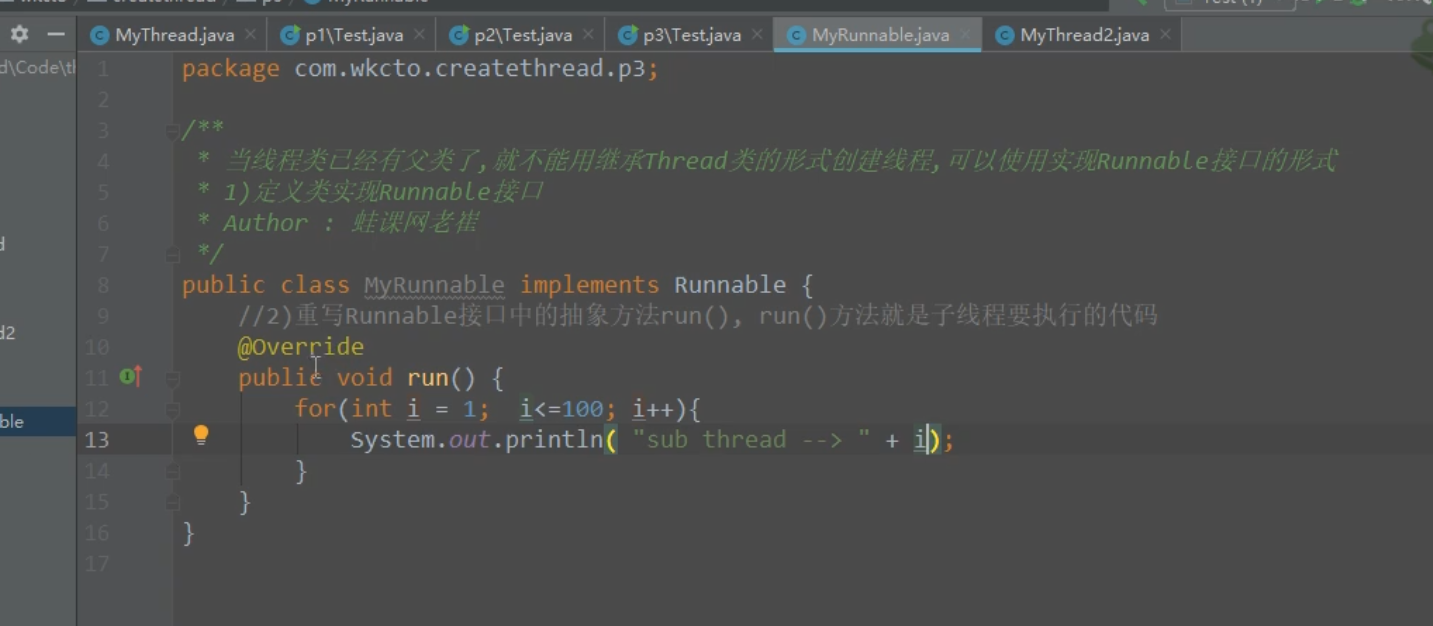 MyThread.java p1\Test.java p2\Test.java p3\Test.java MyRunnable.java MyThread2.java
1 package com.wkcto.createthread.p3;
2
3 /**
4 * 当线程类已经有父类了,就不能用继承Thread类的形式创建线程,可以使用实现Runnable接口的形式
5 * 1)定义类实现Runnable接口
6 * Author : 蛙课网老崔
7 */
8 public class MyRunnable implements Runnable {
9 //2)重写Runnable接口中的抽象方法run(), run()方法就是子线程要执行的代码
10 @Override
11 public void run() {
12 for(int i = 1; i<=100; i++){
13 System.out.println( "sub thread --> " + i);
14 }
15 }
16 }
17